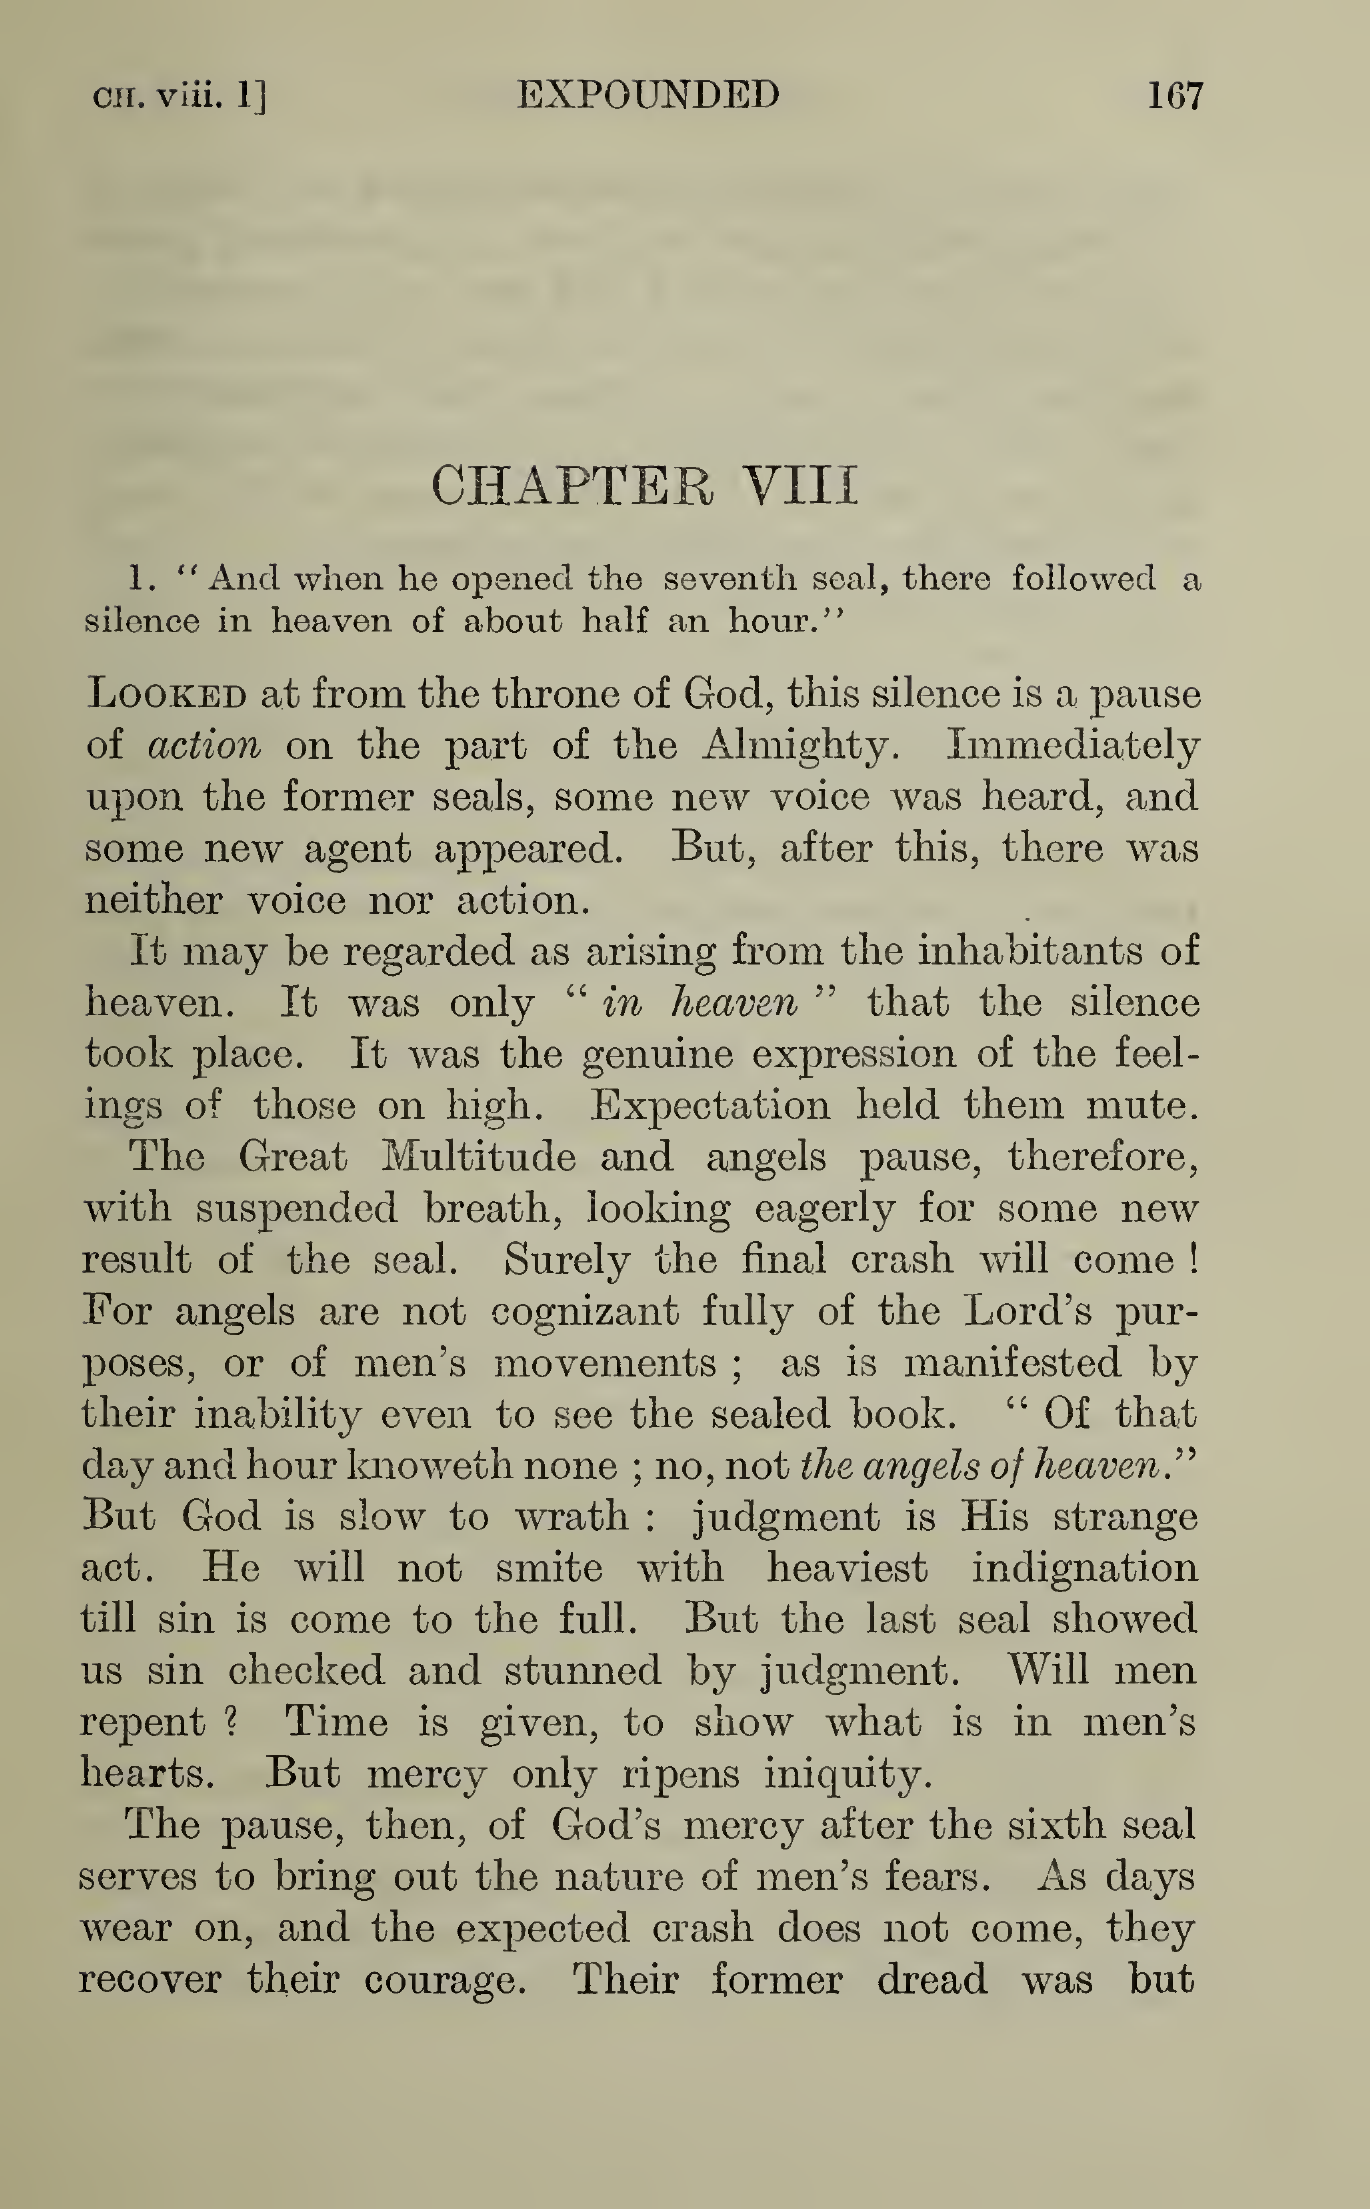 CH. viii. 1] EXPOUNDED 167
CHAPTER VIII
1. “And when he opened the seventh seal, there followed a
silence in heaven of about half an hour.”
LOOKED at from the throne of God, this silence is a pause
of action on the part of the Almighty. Immediately
upon the former seals, some new voice was heard, and
some new agent appeared. But, after this, there was
neither voice nor action.
It may be regarded as arising from the inhabitants of
heaven. It was only “in heaven” that the silence
took place. It was the genuine expression of the feel-
ings of those on high. Expectation held them mute.
The Great Multitude and angels pause, therefore,
with suspended breath, looking eagerly for some new
result of the seal. Surely the final crash will come !
For angels are not cognizant fully of the Lord’s pur-
poses, or of men’s movements ; as is manifested by
their inability even to see the sealed book. “Of that
day and hour knoweth none ; no, not the angels of heaven.”
But God is slow to wrath : judgment is His strange
act. He will not smite with heaviest indignation
till sin is come to the full. But the last seal showed
us sin checked and stunned by judgment. Will men
repent ? Time is given, to show what is in men’s
hearts. But mercy only ripens iniquity.
The pause, then, of God’s mercy after the sixth seal
serves to bring out the nature of men’s fears. As days
wear on, and the expected crash does not come, they
recover their courage. Their former dread was but